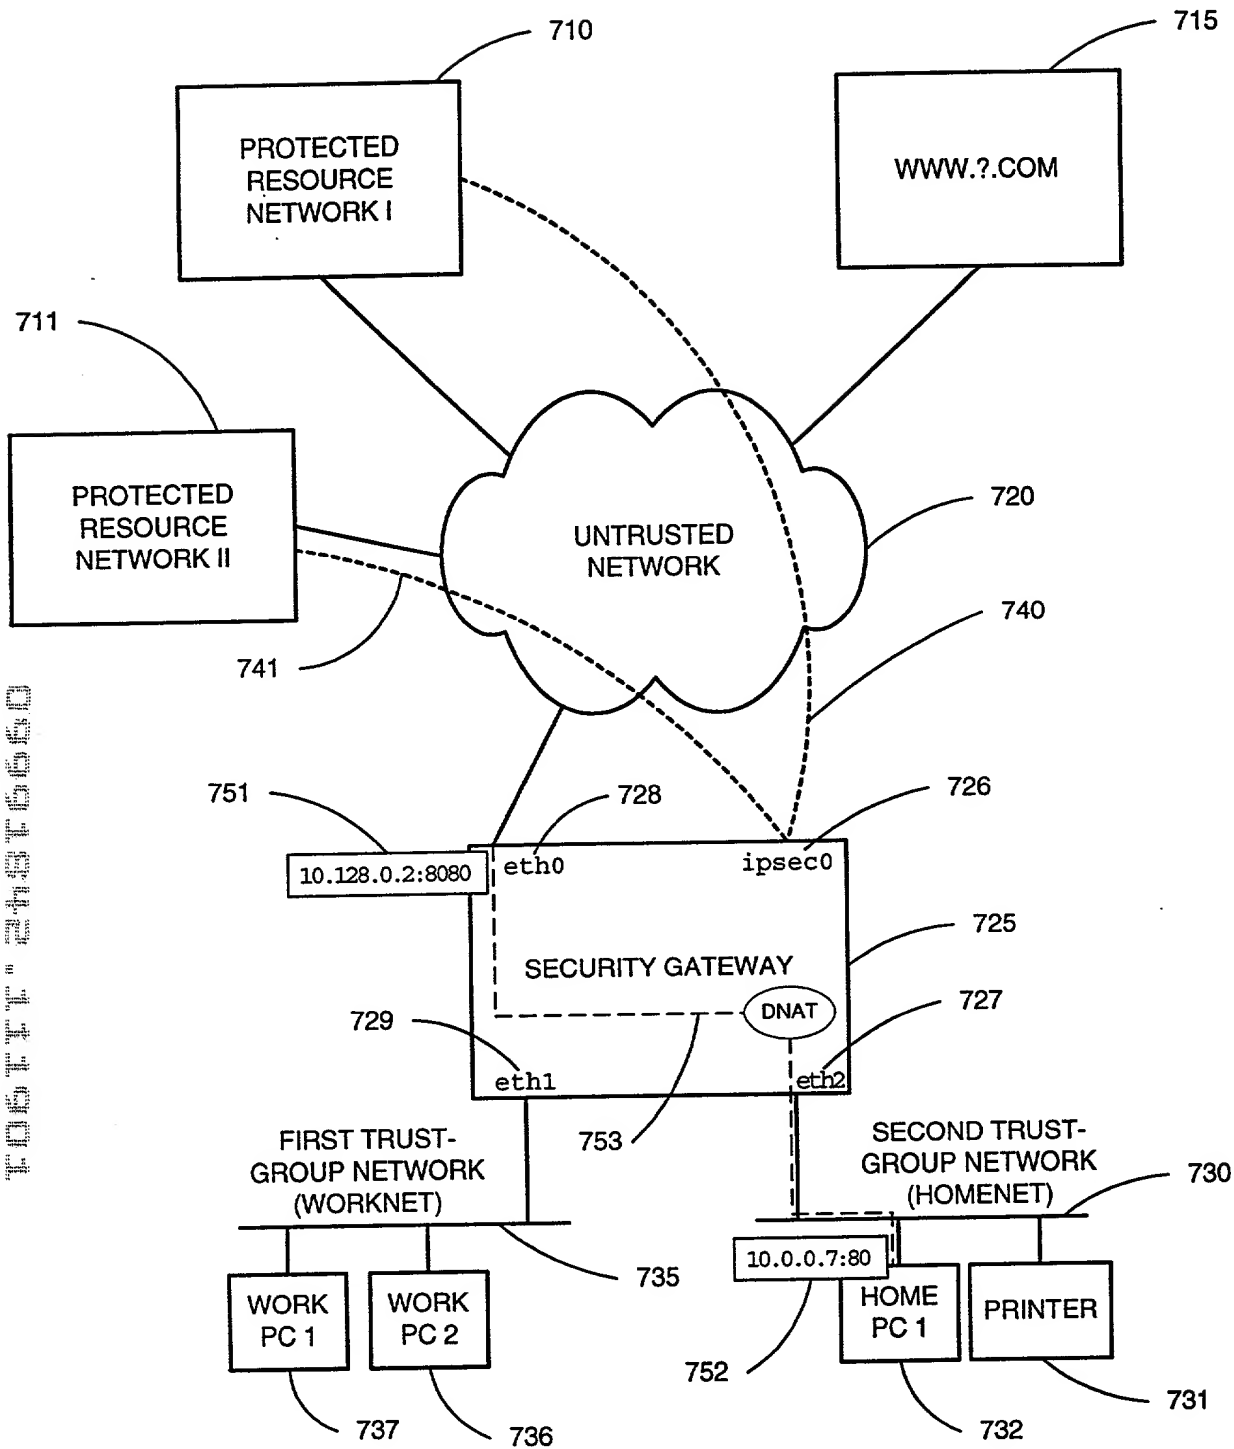 710
715
PROTECTED
RESOURCE
NETWORK I
WWW.?.COM
711
PROTECTED
RESOURCE
NETWORK II
UNTRUSTED
NETWORK
720
740
741
751
728
726
10.128.0.2:8080
eth0
ipsec0
725
SECURITY GATEWAY
727
DNAT
729
eth1
eth2
753
FIRST TRUST-
GROUP NETWORK
(WORKNET)
SECOND TRUST-
GROUP NETWORK
(HOMENET)
730
10.0.0.7:80
735
WORK
PC 1
WORK
PC 2
HOME
PC 1
PRINTER
752
737
736
732
731